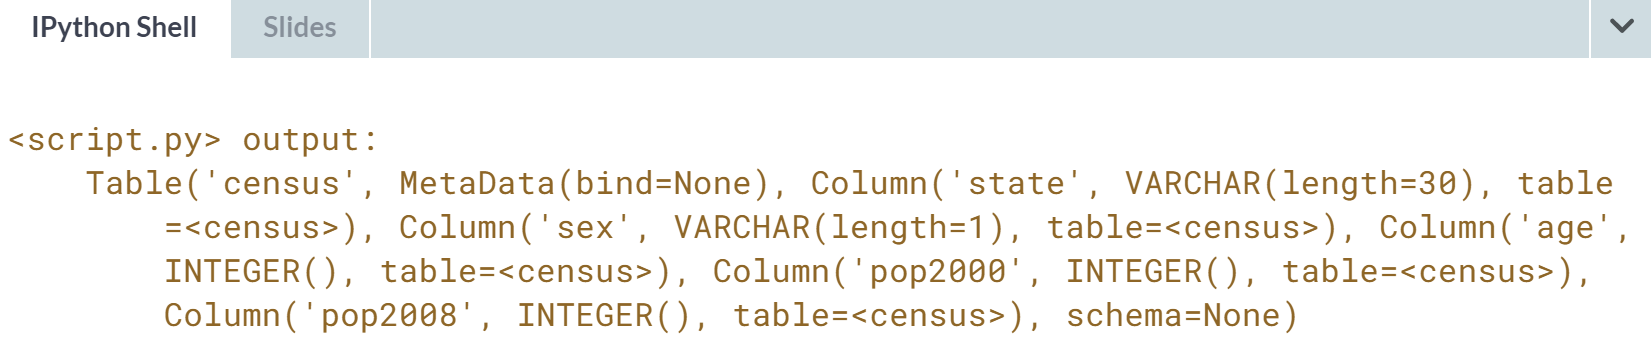 IPython Shell
Slides
<script.py> output:
Table('census', MetaData(bind=None), Column('state', VARCHAR(length=30), table
=<census>), Column('sex', VARCHAR(length=1), table=<census>), Column('age',
INTEGER(), table=<census>), Column('pop2000', INTEGER(), table=<census>),
Column('pop2008', INTEGER(), table=<census>), schema=None)